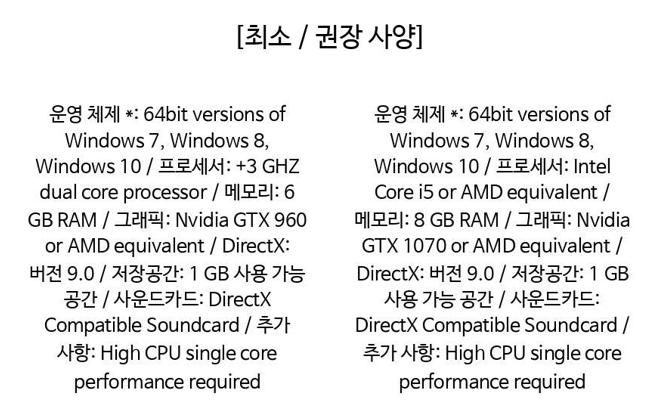 [최소 / 권장 사양]
운영 체제 *: 64bit versions of
Windows 7, Windows 8,
Windows 10 / 프로세서: +3 GHZ
dual core processor / 메모리: 6
GB RAM / 그래픽: Nvidia GTX 960
or AMD equivalent / DirectX:
버전 9.0 / 저장공간: 1 GB 사용 가능
공간 / 사운드카드: DirectX
Compatible Soundcard / 추가
사항: High CPU single core
performance required
운영 체제 *: 64bit versions of
Windows 7, Windows 8,
Windows 10 / 프로세서: Intel
Core i5 or AMD equivalent /
메모리: 8 GB RAM / 그래픽: Nvidia
GTX 1070 or AMD equivalent /
DirectX: 버전 9.0 / 저장공간: 1 GB
사용 가능 공간 / 사운드카드:
DirectX Compatible Soundcard /
추가 사항: High CPU single core
performance required